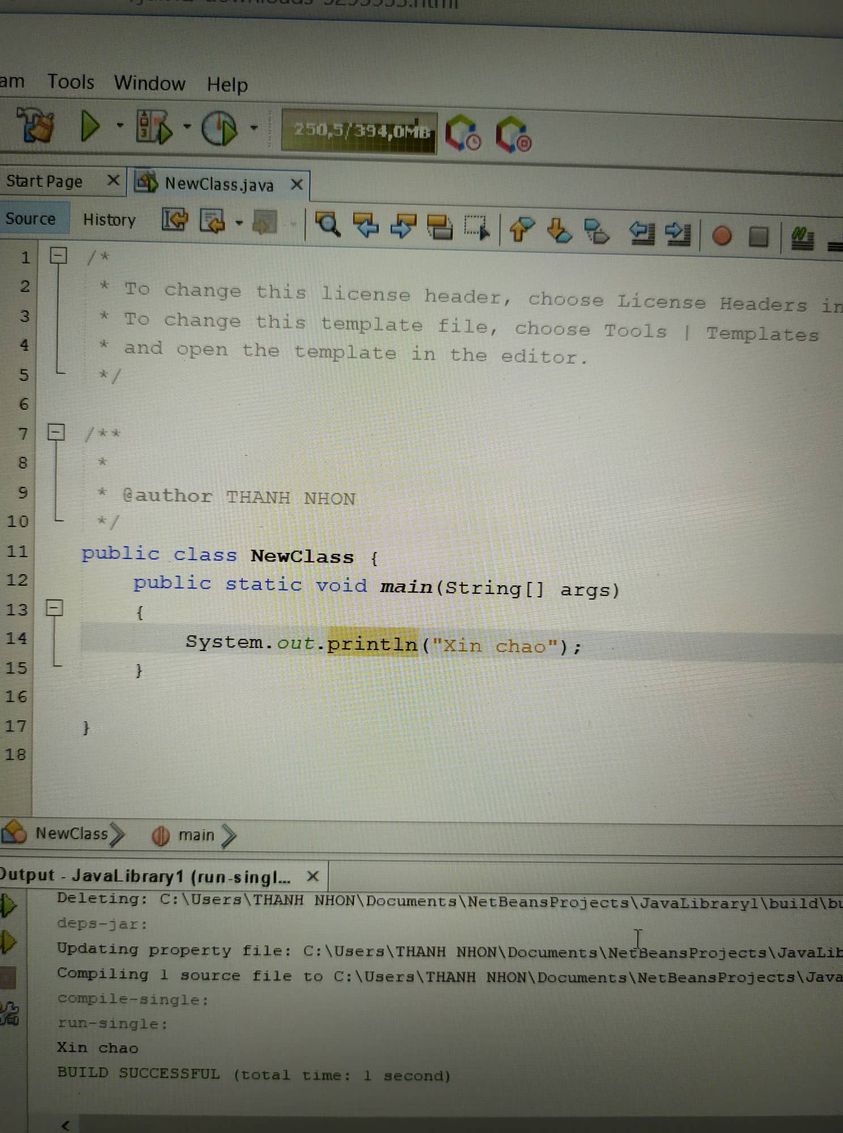 Tools Window Help
250,5/394,0MB
Start Page
NewClass.java
Source History
1 /*
2 * To change this license header, choose License Headers in
3 * To change this template file, choose Tools | Templates
4 * and open the template in the editor.
5 */
6
7 /**
8 *
9 * @author THANH NHON
10 */
11 public class NewClass {
12 public static void main(String[] args)
13 {
14 System.out.println("Xin chao");
15 }
16
17 }
18
NewClass main
Output - JavaLibrary1 (run-singl...
Deleting: C:\Users\THANH NHON\Documents\NetBeansProjects\JavaLibrary1\build\bu
deps-jar:
Updating property file: C:\Users\THANH NHON\Documents\NetBeansProjects\JavaLib
Compiling 1 source file to C:\Users\THANH NHON\Documents\NetBeansProjects\Java
compile-single:
run-single:
Xin chao
BUILD SUCCESSFUL (total time: 1 second)